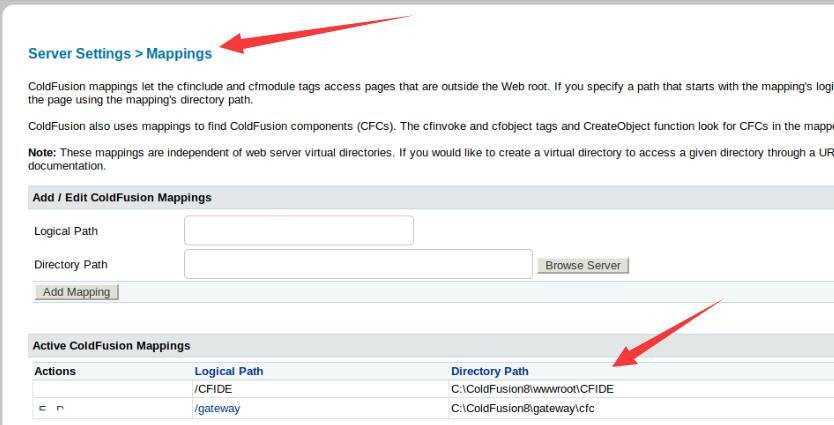 Server Settings > Mappings
ColdFusion mappings let the cfinclude and cfmodule tags access pages that are outside the Web root. If you specify a path that starts with the mapping's
the page using the mapping's directory path.
ColdFusion also uses mappings to find ColdFusion components (CFCs). The cfinvoke and cfobject tags and CreateObject function look for CFCs in the
Note: These mappings are independent of web server virtual directories. If you would like to create a virtual directory to access a given directory through a
documentation.
Add / Edit ColdFusion Mappings
Logical Path
Directory Path
Browse Server
Add Mapping
Active ColdFusion Mappings
Actions Logical Path Directory Path
/CFIDE C:\ColdFusion8\wwwroot\CFIDE
/gateway C:\ColdFusion8\gateway\cfc